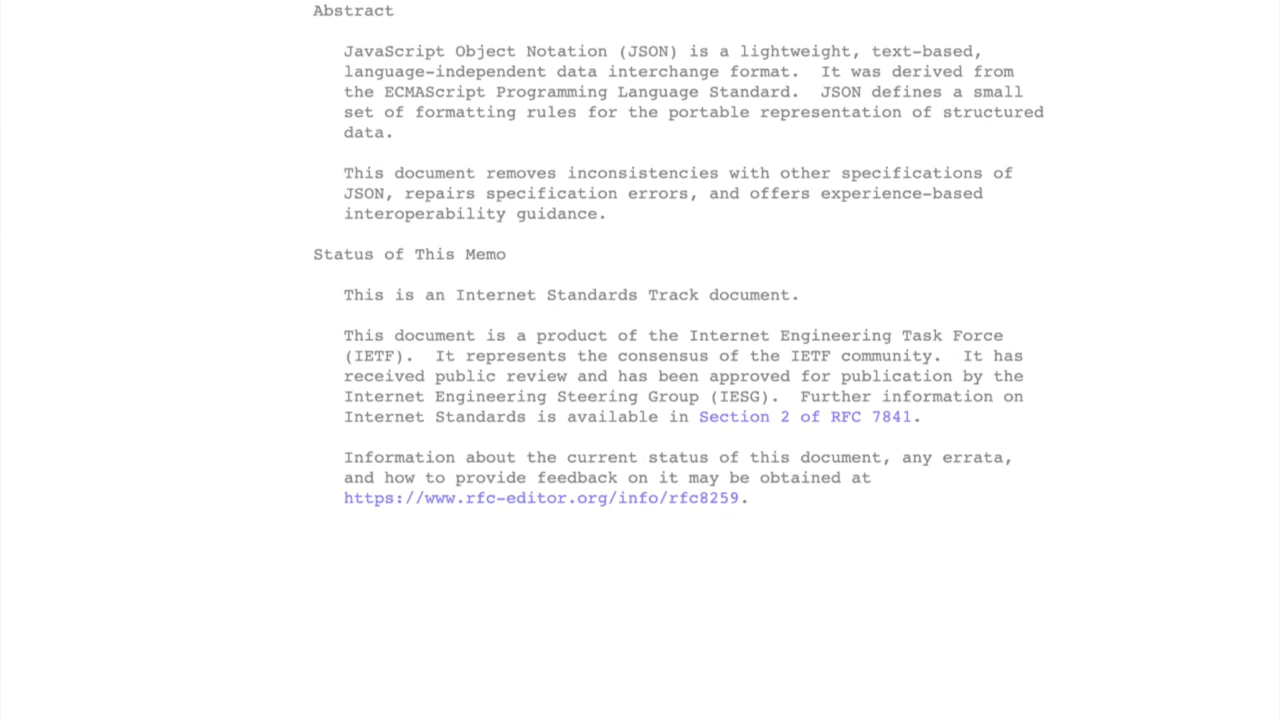 Abstract
JavaScript Object Notation (JSON) is a lightweight, text-based,
language-independent data interchange format.  It was derived from
the ECMAScript Programming Language Standard.  JSON defines a small
set of formatting rules for the portable representation of structured
data.
This document removes inconsistencies with other specifications of
JSON, repairs specification errors, and offers experience-based
interoperability guidance.
Status of This Memo
This is an Internet Standards Track document.
This document is a product of the Internet Engineering Task Force
(IETF).  It represents the consensus of the IETF community.  It has
received public review and has been approved for publication by the
Internet Engineering Steering Group (IESG).  Further information on
Internet Standards is available in Section 2 of RFC 7841.
Information about the current status of this document, any errata,
and how to provide feedback on it may be obtained at
https://www.rfc-editor.org/info/rfc8259.